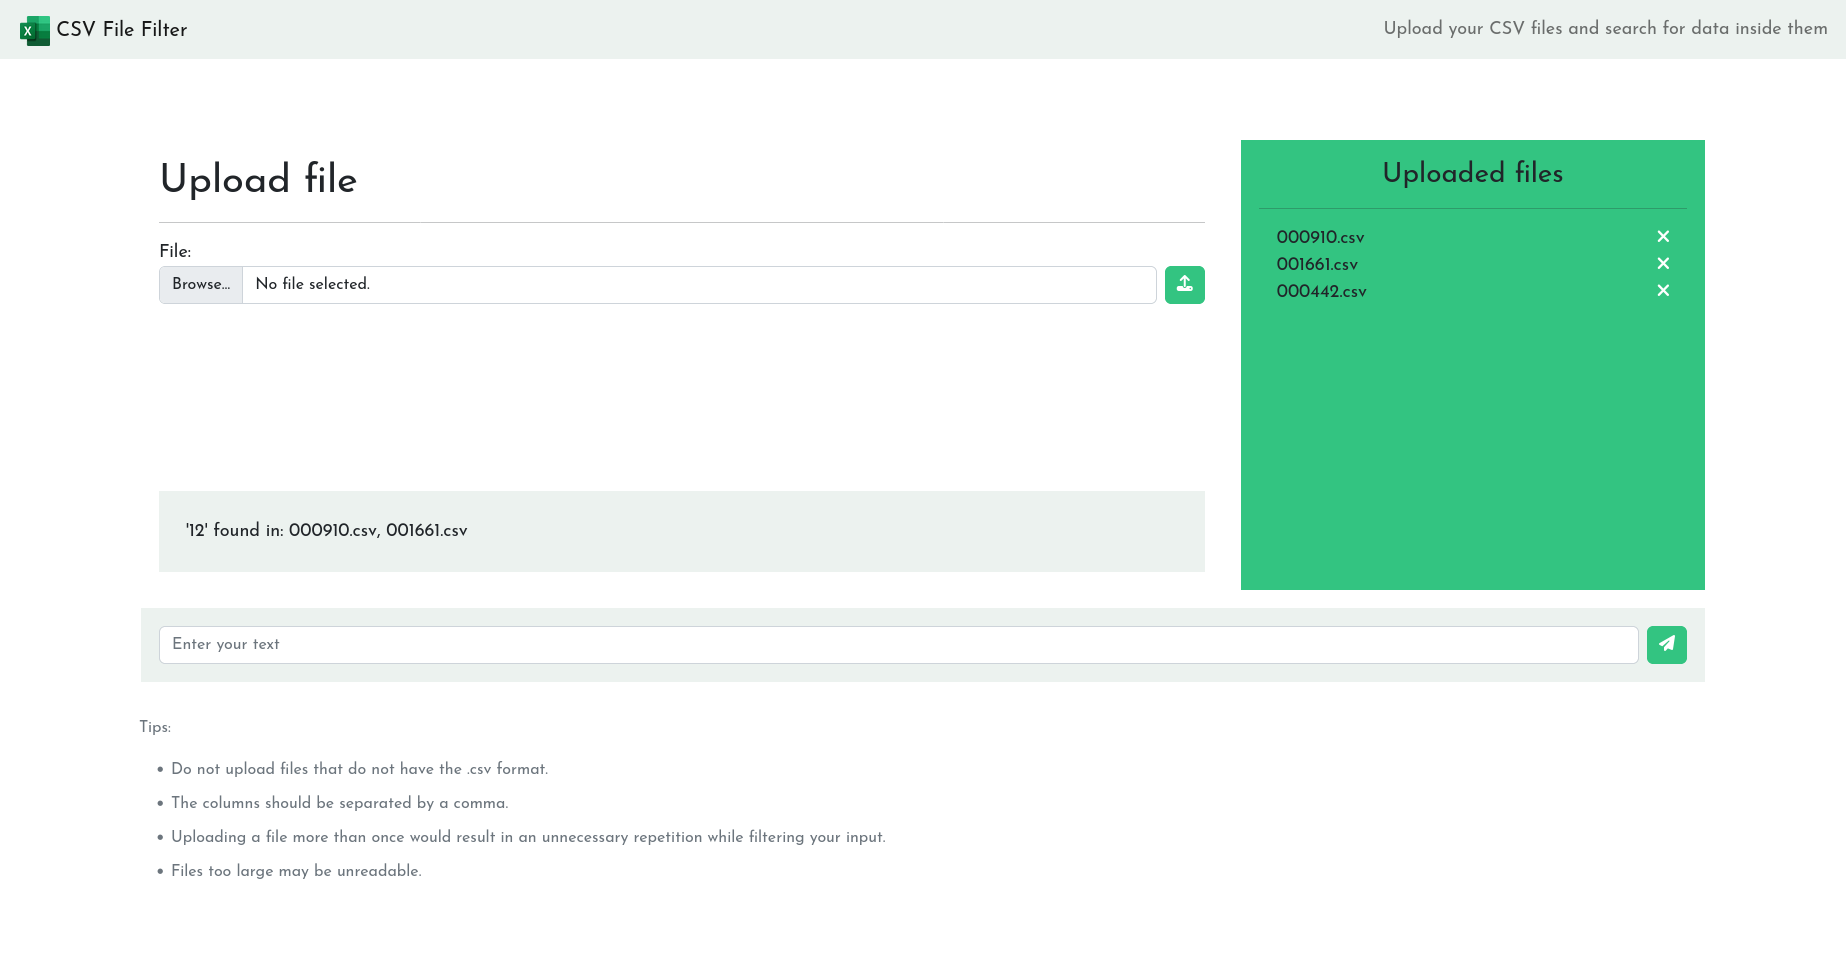 CSV File Filter
Upload your CSV files and search for data inside them
Upload file
File:
Browse... No file selected.
'12' found in: 000910.csv, 001661.csv
Uploaded files
000910.csv
001661.csv
000442.csv
Enter your text
Tips:
• Do not upload files that do not have the .csv format.
• The columns should be separated by a comma.
• Uploading a file more than once would result in an unnecessary repetition while filtering your input.
• Files too large may be unreadable.